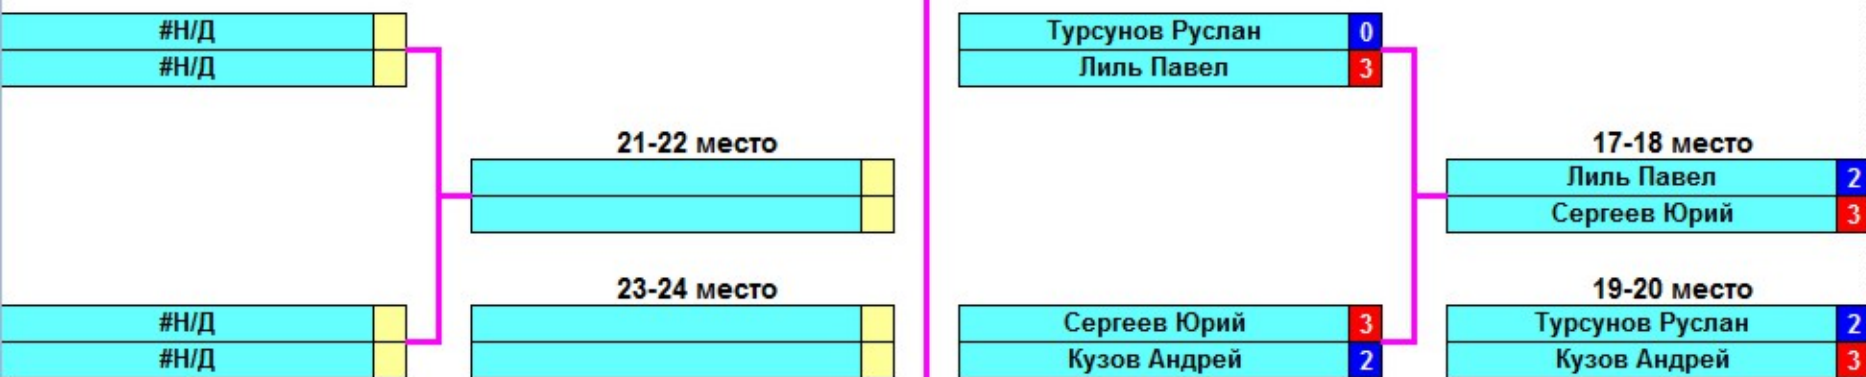 #Н/Д
#Н/Д
21-22 место
23-24 место
#Н/Д
#Н/Д
Турсунов Руслан 0
Лиль Павел 3
17-18 место
Лиль Павел 2
Сергеев Юрий 3
Сергеев Юрий 3
Кузов Андрей 2
19-20 место
Турсунов Руслан 2
Кузов Андрей 3